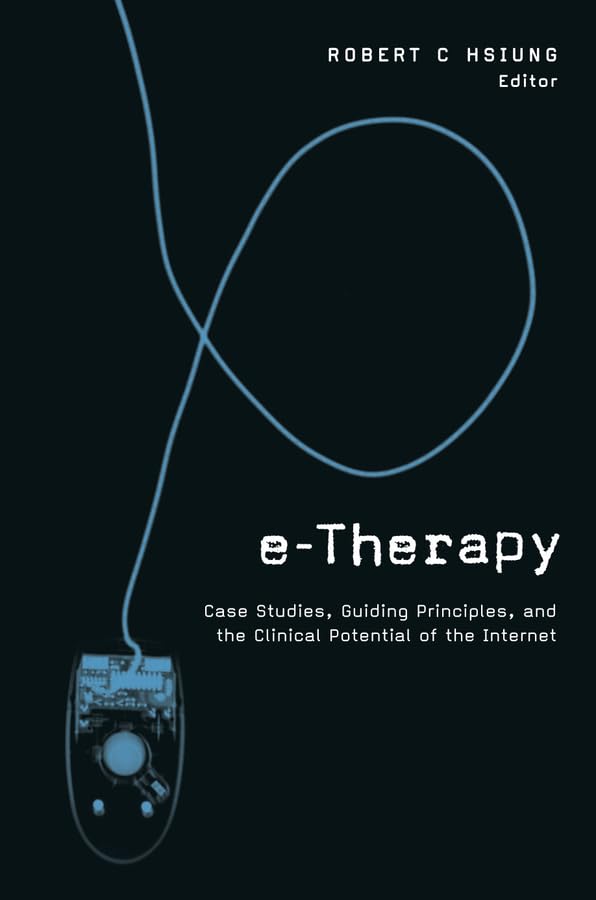 ROBERT C HSIUNG
Editor
e-Therapy
Case Studies, Guiding Principles, and
the Clinical Potential of the Internet